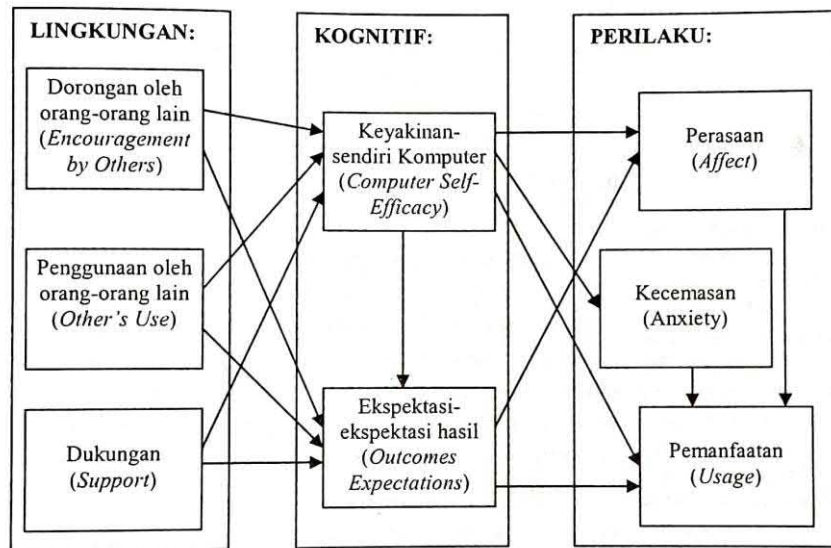 LINGKUNGAN:
Dorongan oleh
orang-orang lain
(Encouragement
by Others)
Penggunaan oleh
orang-orang lain
(Other's Use)
Dukungan
(Support)
KOGNITIF:
Keyakinan-
sendiri Komputer
(Computer Self-
Efficacy)
Ekspektasi-
ekspektasi hasil
(Outcomes
Expectations)
PERILAKU:
Perasaan
(Affect)
Kecemasan
(Anxiety)
Pemanfaatan
(Usage)